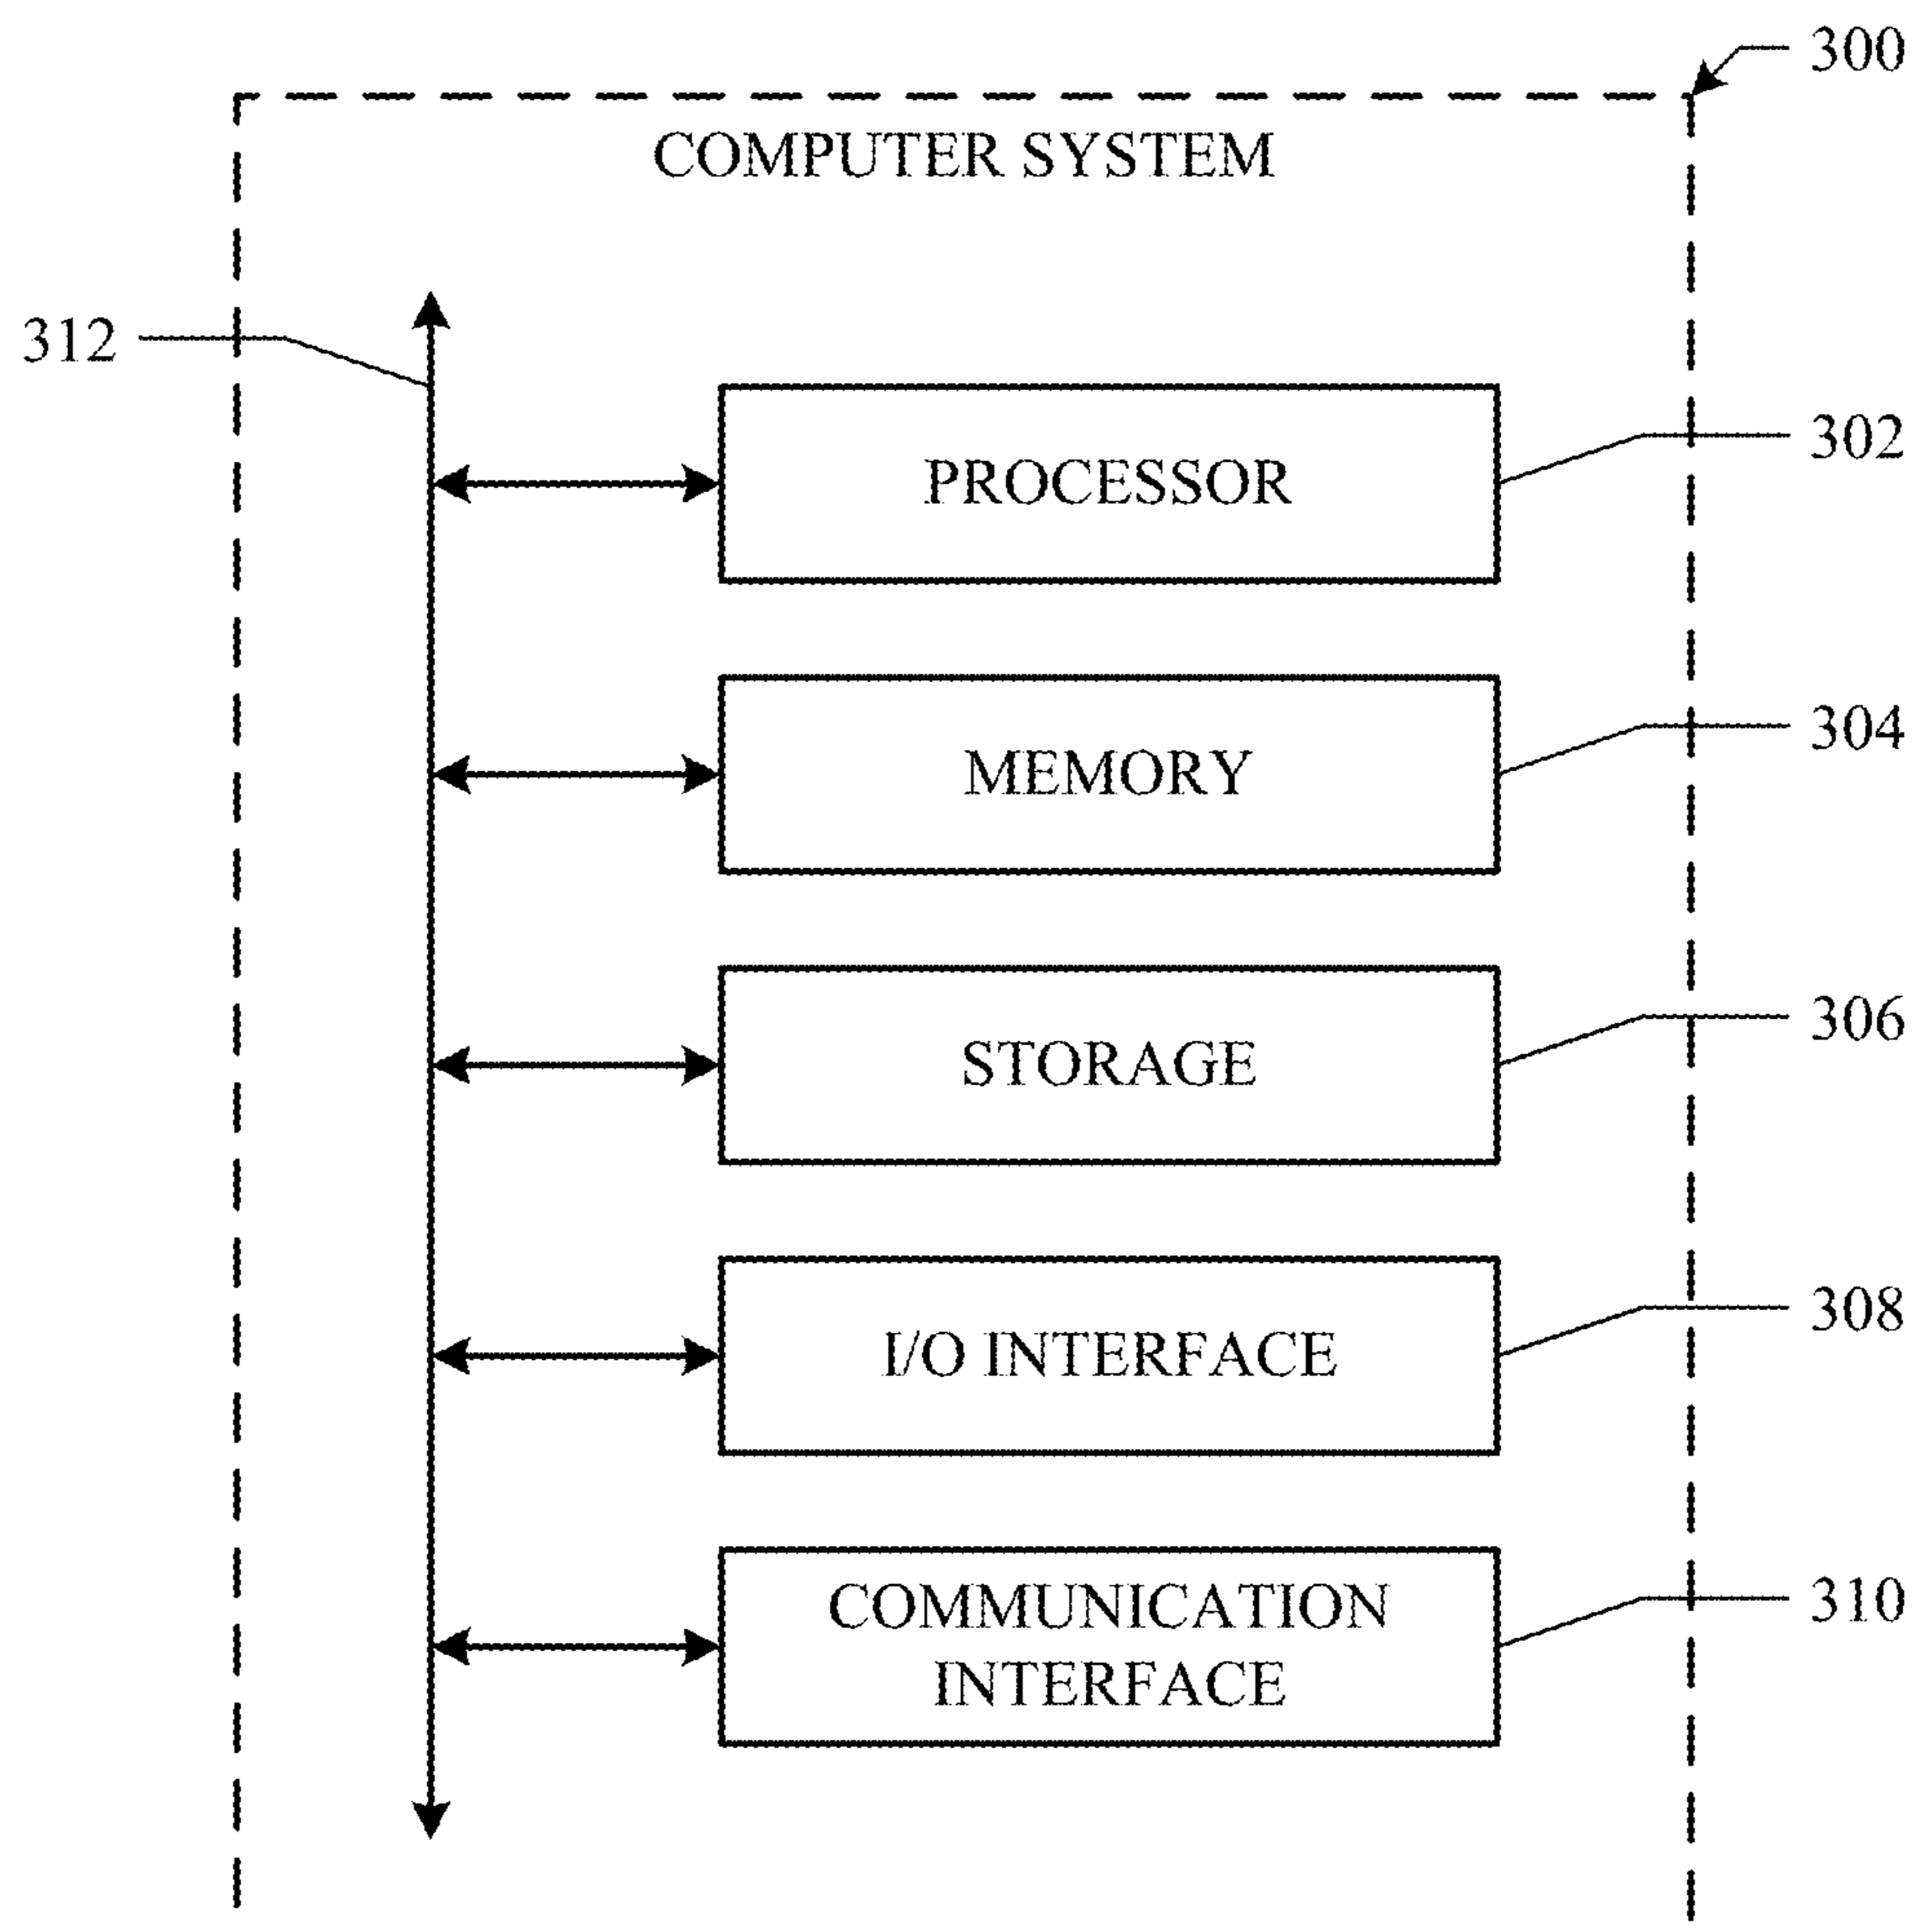 300
COMPUTER SYSTEM
312
302
PROCESSOR
304
MEMORY
306
STORAGE
308
I/O INTERFACE
310
COMMUNICATION
INTERFACE